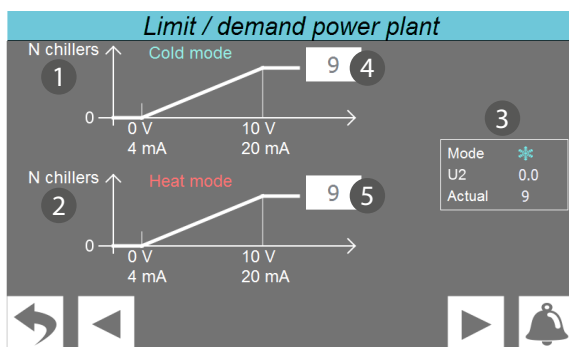 Limit / demand power plant
N chillers
Cold mode
9
4
1
0
0 V
10 V
4 mA
20 mA
3
Mode
U2 0.0
Actual 9
N chillers
Heat mode
9
5
2
0
0 V
10 V
4 mA
20 mA